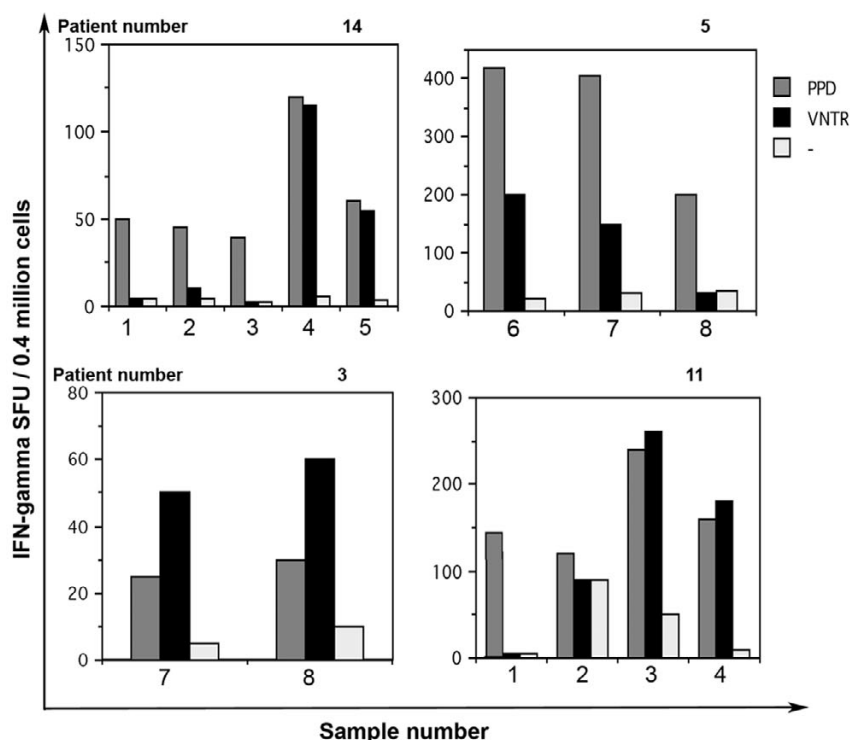 Patient number 14 5
150
100
50
0
1 2 3 4 5
400
300
200
100
0
6 7 8
PPD
VNTR
-
IFN-gamma SFU / 0.4 million cells
Patient number 3 11
80
60
40
20
0
7 8
300
200
100
0
1 2 3 4
Sample number